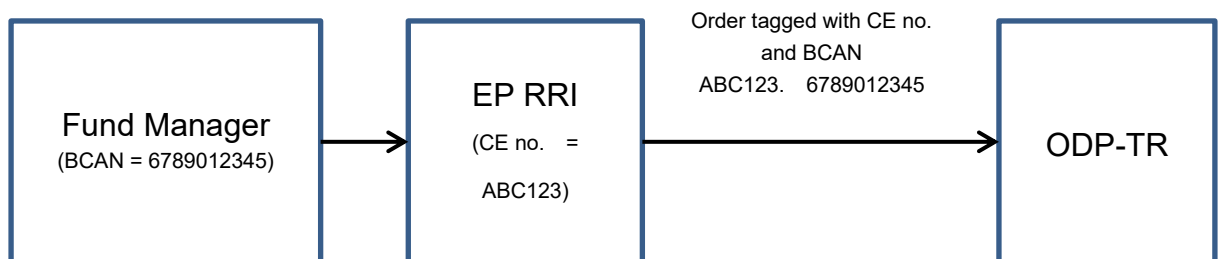 Fund Manager
(BCAN = 6789012345)
EP RRI
(CE no. =
ABC123)
Order tagged with CE no.
and BCAN
ABC123. 6789012345
ODP-TR